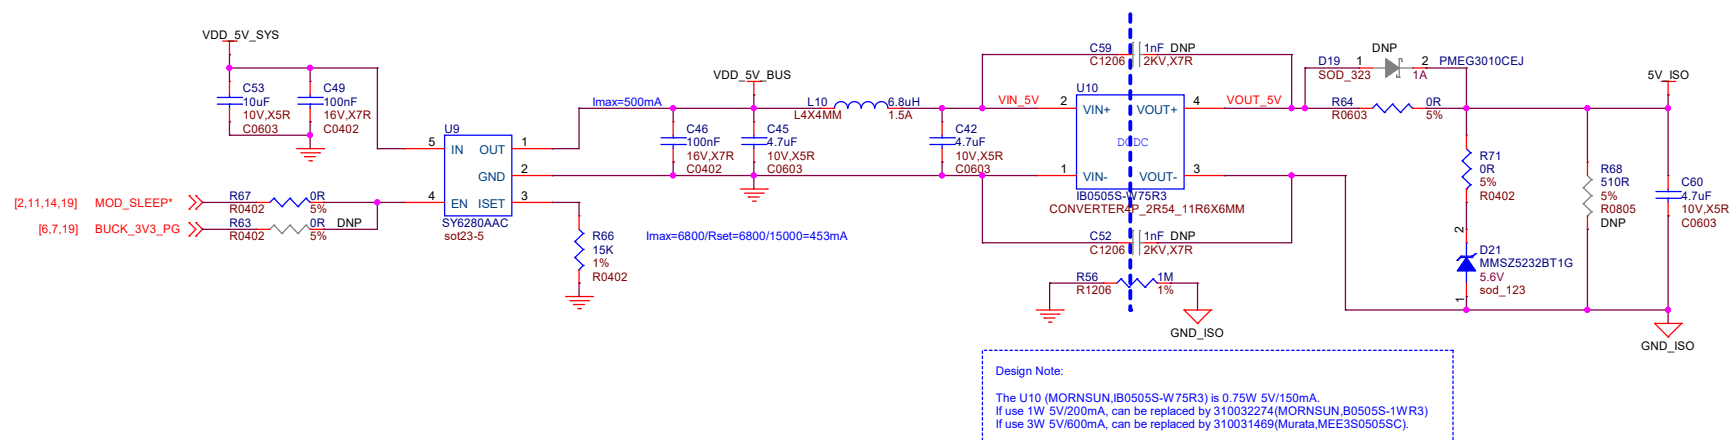 VDD_5V_SYS
C53
10uF
10V,X5R
C0603
C49
100nF
16V,X7R
C0402
[2,11,14,19] MOD_SLEEP*
[6,7,19] BUCK_3V3_PG
R67 0R
R0402 5%
R63 0R DNP
R0402 5%
U9
5 IN OUT 1
GND 2
4 EN ISET 3
SY6280AAC
sot23-5
R66
15K
1%
R0402
Imax=500mA
Imax=6800/Rset=6800/15000=453mA
VDD_5V_BUS
C46
100nF
16V,X7R
C0402
C45
4.7uF
10V,X5R
C0603
L10 6.8uH
L4X4MM 1.5A
C42
4.7uF
10V,X5R
C0603
C59 1nF DNP
C1206 2KV,X7R
VIN_5V
U10
2 VIN+ VOUT+ 4
DCDC
1 VIN- VOUT- 3
IB0505S-W75R3
CONVERTER4P_2R54_11R6X6MM
VOUT_5V
C52 1nF DNP
C1206 2KV,X7R
R56 1M
R1206 1%
GND_ISO
DNP
D19 1 2 PMEG3010CEJ
SOD_323 1A
R64 0R
R0603 5%
R71
0R
5%
R0402
2
D21
MMSZ5232BT1G
5.6V
sod_123
1
R68
510R
5%
R0805
DNP
5V_ISO
C60
4.7uF
10V,X5R
C0603
GND_ISO
Design Note:
The U10 (MORNSUN,IB0505S-W75R3) is 0.75W 5V/150mA.
If use 1W 5V/200mA, can be replaced by 310032274(MORNSUN,B0505S-1WR3)
If use 3W 5V/600mA, can be replaced by 310031469(Murata,MEE3S0505SC).